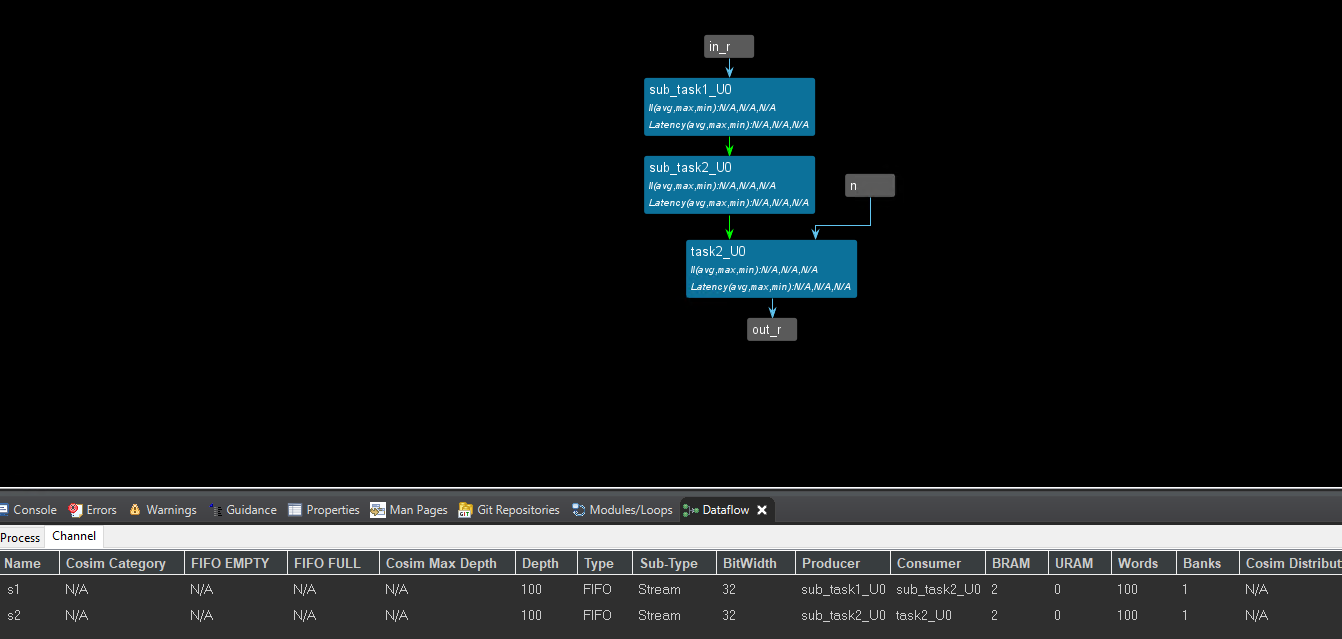 in_r
sub_task1_U0
II(avg,max,min):N/A,N/A,N/A
Latency(avg,max,min):N/A,N/A,N/A
sub_task2_U0
II(avg,max,min):N/A,N/A,N/A
Latency(avg,max,min):N/A,N/A,N/A
n
task2_U0
II(avg,max,min):N/A,N/A,N/A
Latency(avg,max,min):N/A,N/A,N/A
out_r
Console Errors Warnings Guidance Properties Man Pages Git Repositories Modules/Loops Dataflow
Process Channel
Name Cosim Category FIFO EMPTY FIFO FULL Cosim Max Depth Depth Type Sub-Type BitWidth Producer Consumer BRAM URAM Words Banks Cosim Distribut
s1 N/A N/A N/A N/A 100 FIFO Stream 32 sub_task1_U0 sub_task2_U0 2 0 100 1 N/A
s2 N/A N/A N/A N/A 100 FIFO Stream 32 sub_task2_U0 task2_U0 2 0 100 1 N/A